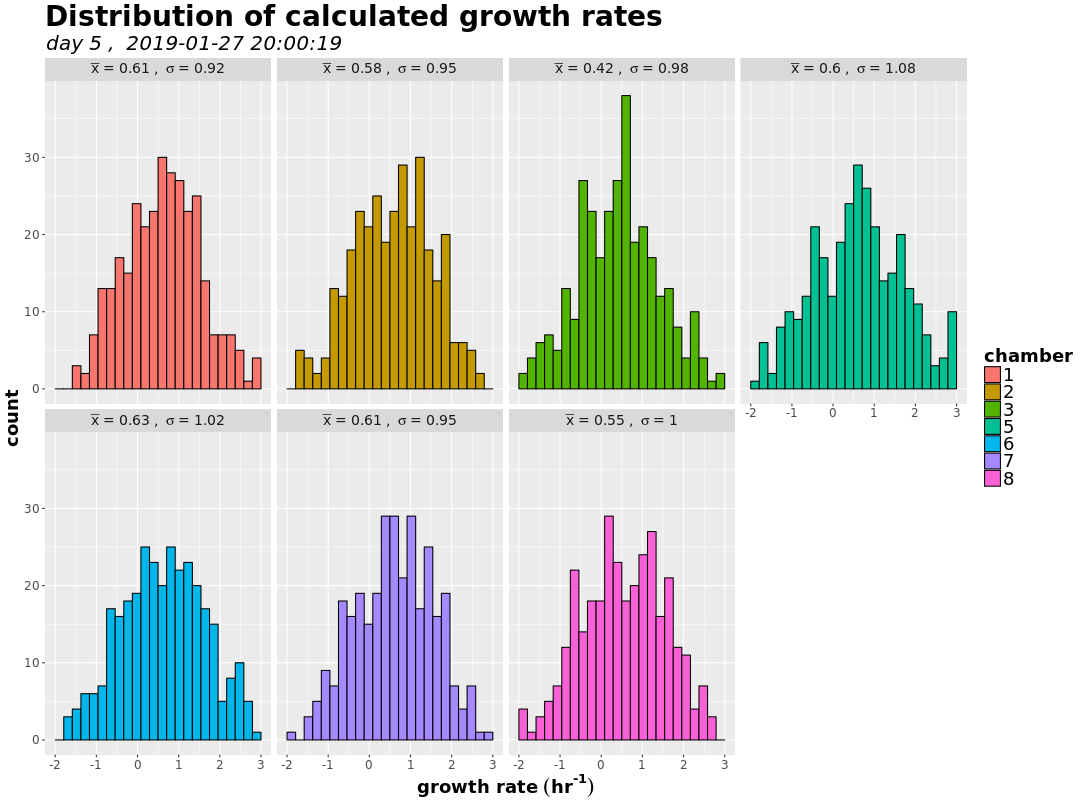 Distribution of calculated growth rates
day 5 ,  2019-01-27 20:00:19
x̅ = 0.61 ,  σ = 0.92
x̅ = 0.58 ,  σ = 0.95
x̅ = 0.42 ,  σ = 0.98
x̅ = 0.6 ,  σ = 1.08
30
20
10
0
-2 -1 0 1 2 3
x̅ = 0.63 ,  σ = 1.02
x̅ = 0.61 ,  σ = 0.95
x̅ = 0.55 ,  σ = 1
30
20
10
0
-2 -1 0 1 2 3
-2 -1 0 1 2 3
-2 -1 0 1 2 3
count
growth rate (hr⁻¹)
chamber
1
2
3
5
6
7
8